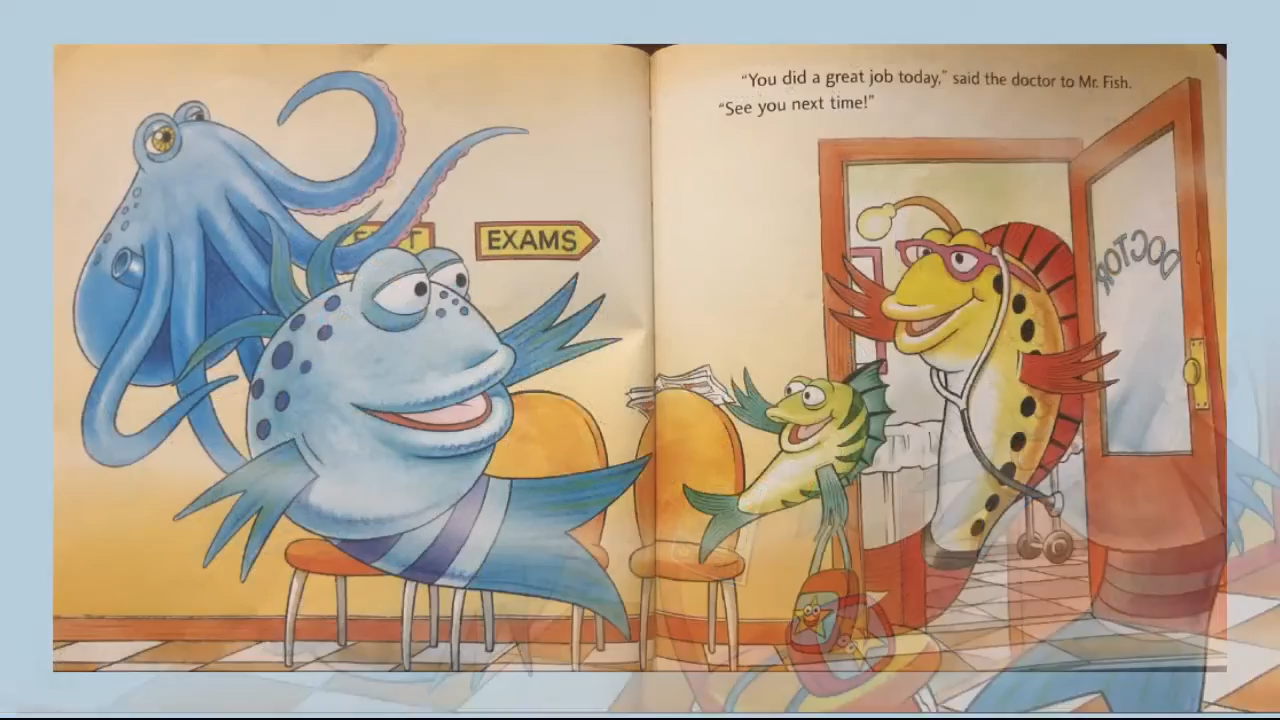 “You did a great job today,” said the doctor to Mr. Fish.
“See you next time!”
EXAMS
DOCTOR